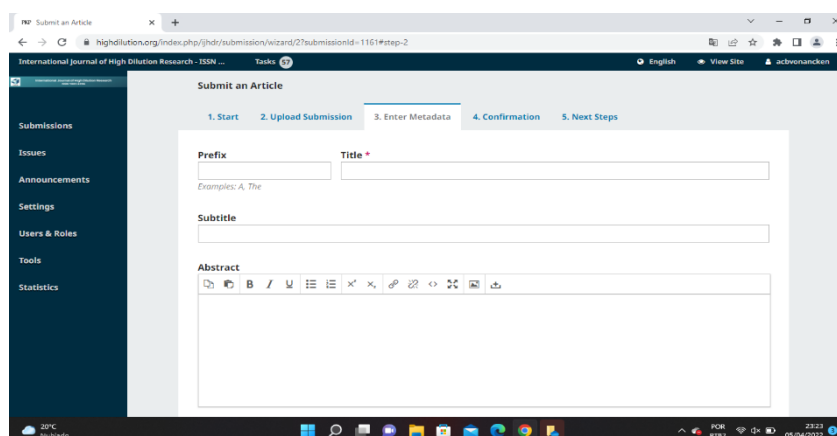 Submit an Article
highdilution.org/index.php/ijhdr/submission/wizard/2?submissionId=1161#step-2
International Journal of High Dilution Research - ISSN ... Tasks 57 English View Site acbvonancken
Submit an Article
1. Start 2. Upload Submission 3. Enter Metadata 4. Confirmation 5. Next Steps
Submissions
Issues
Announcements
Settings
Users & Roles
Tools
Statistics
Prefix Title *
Examples: A, The
Subtitle
Abstract
20°C
POR 23:23
05/04/2022